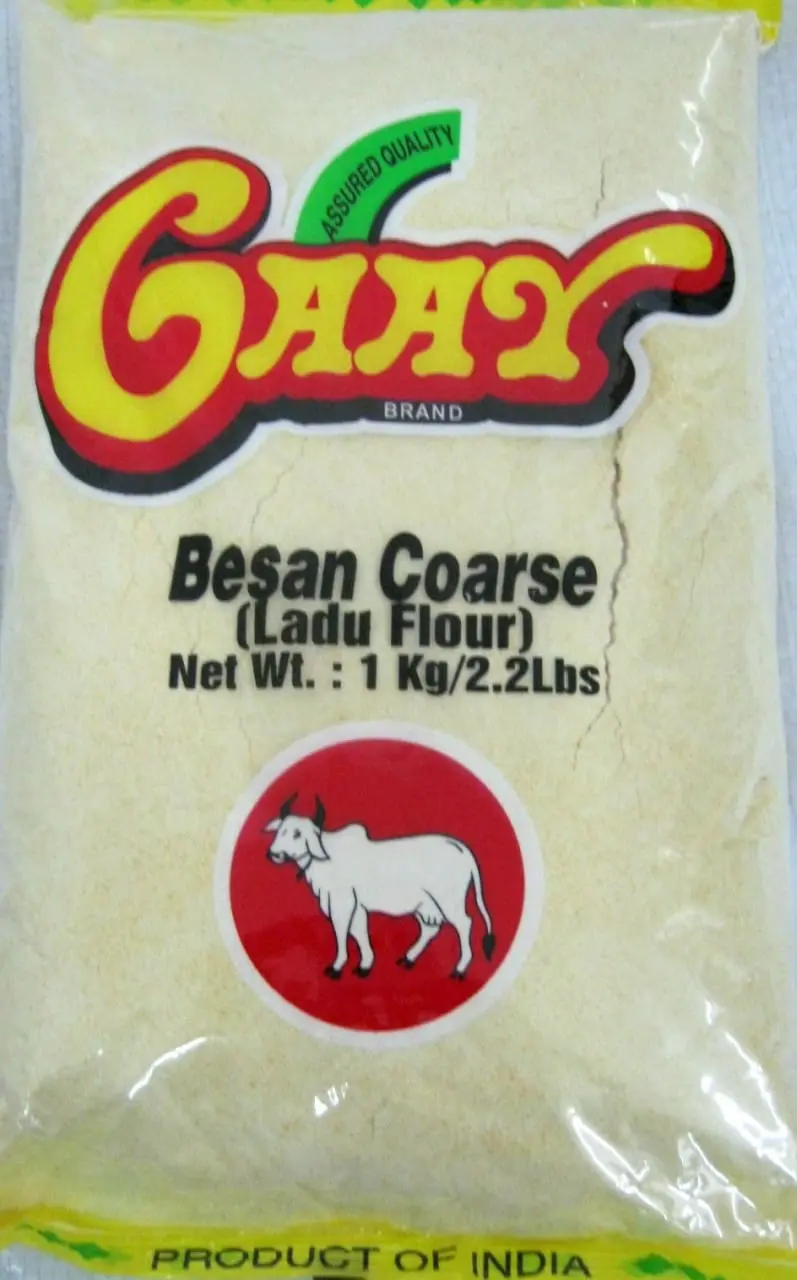 ASSURED QUALITY
GAAY
BRAND
Besan Coarse
(Ladu Flour)
Net Wt. : 1 Kg/2.2Lbs
PRODUCT OF INDIA